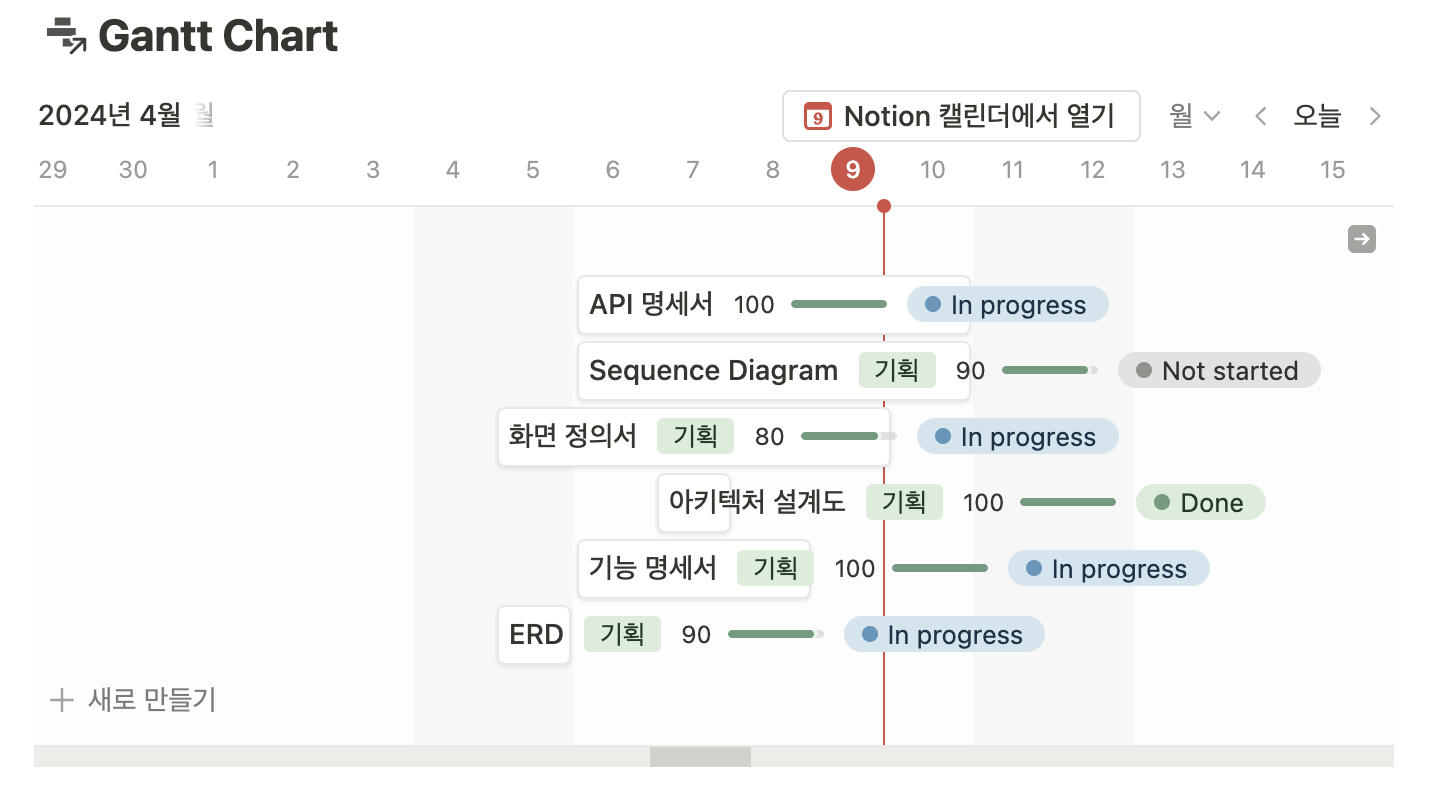 Gantt Chart
2024년 4월 월
9 Notion 캘린더에서 열기 월 오늘
29 30 1 2 3 4 5 6 7 8 9 10 11 12 13 14 15
API 명세서 100 In progress
Sequence Diagram 기획 90 Not started
화면 정의서 기획 80 In progress
아키텍처 설계도 기획 100 Done
기능 명세서 기획 100 In progress
ERD 기획 90 In progress
새로 만들기